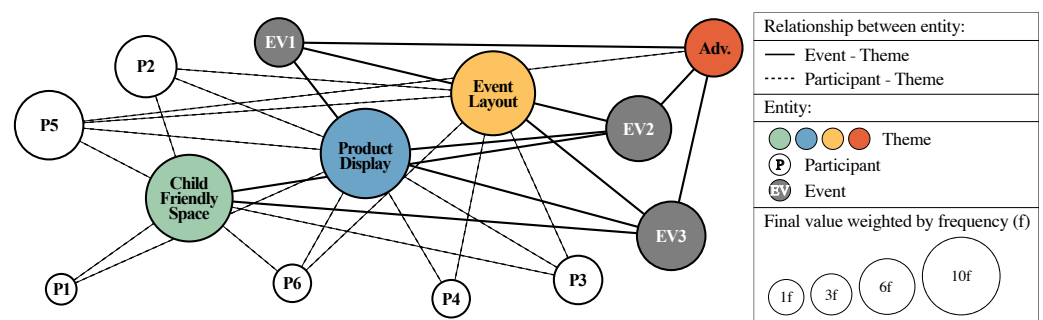 EV1
Adv.
P2
Event
Layout
P5
EV2
Product
Display
Child
Friendly
Space
EV3
P1
P6
P4
P3
Relationship between entity:
Event - Theme
Participant - Theme
Entity:
Theme
P Participant
EV Event
Final value weighted by frequency (f)
1f 3f 6f 10f